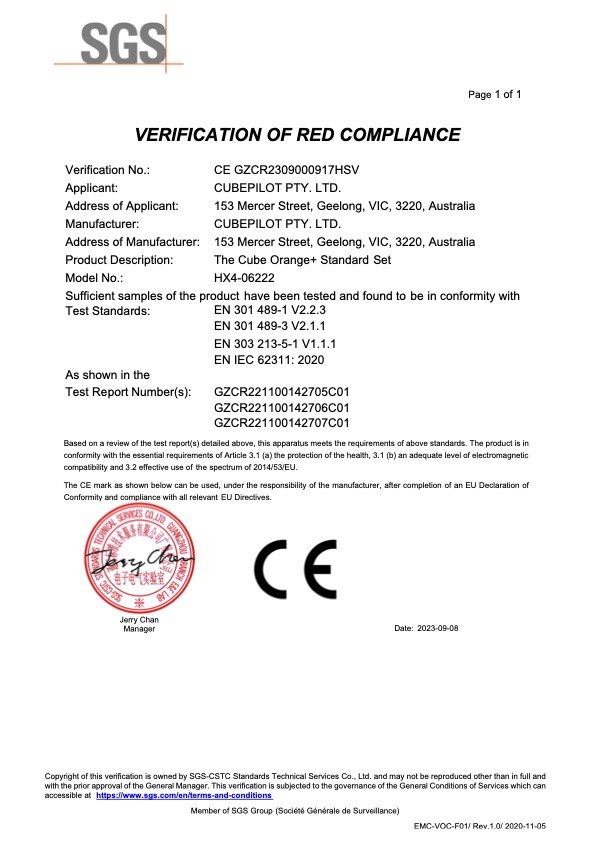 SGS
Page 1 of 1
VERIFICATION OF RED COMPLIANCE
Verification No.: CE GZCR2309000917HSV
Applicant: CUBEPILOT PTY. LTD.
Address of Applicant: 153 Mercer Street, Geelong, VIC, 3220, Australia
Manufacturer: CUBEPILOT PTY. LTD.
Address of Manufacturer: 153 Mercer Street, Geelong, VIC, 3220, Australia
Product Description: The Cube Orange+ Standard Set
Model No.: HX4-06222
Sufficient samples of the product have been tested and found to be in conformity with
Test Standards: EN 301 489-1 V2.2.3
EN 301 489-3 V2.1.1
EN 303 213-5-1 V1.1.1
EN IEC 62311: 2020
As shown in the
Test Report Number(s): GZCR221100142705C01
GZCR221100142706C01
GZCR221100142707C01
Based on a review of the test report(s) detailed above, this apparatus meets the requirements of above standards. The product is in
conformity with the essential requirements of Article 3.1 (a) the protection of the health, 3.1 (b) an adequate level of electromagnetic
compatibility and 3.2 effective use of the spectrum of 2014/53/EU.
The CE mark as shown below can be used, under the responsibility of the manufacturer, after completion of an EU Declaration of
Conformity and compliance with all relevant EU Directives.
SGS-CSTC STANDARDS TECHNICAL SERVICES CO.,LTD. GUANGZHOU BRANCH E&E LAB
Jerry Chan
电子电气实验室
CE
Jerry Chan
Manager
Date: 2023-09-08
Copyright of this verification is owned by SGS-CSTC Standards Technical Services Co., Ltd. and may not be reproduced other than in full and
with the prior approval of the General Manager. This verification is subjected to the governance of the General Conditions of Services which can
accessible at https://www.sgs.com/en/terms-and-conditions
Member of SGS Group (Société Générale de Surveillance)
EMC-VOC-F01/ Rev.1.0/ 2020-11-05